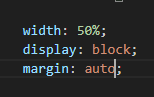 width: 50%;
display: block;
margin: auto;